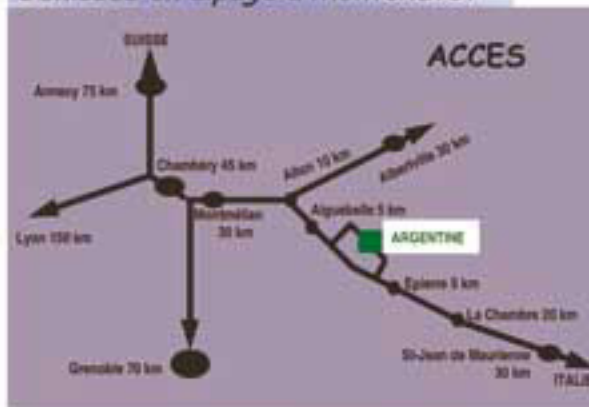 ACCES
SUISSE
Annecy 75 km
Chambéry 45 km
Aiton 10 km
Albertville 30 km
Lyon 150 km
Montmélian
30 km
Aiguebelle 5 km
ARGENTINE
Epierre 5 km
La Chambre 20 km
Grenoble 70 km
St-Jean de Maurienne
30 km
ITALIE